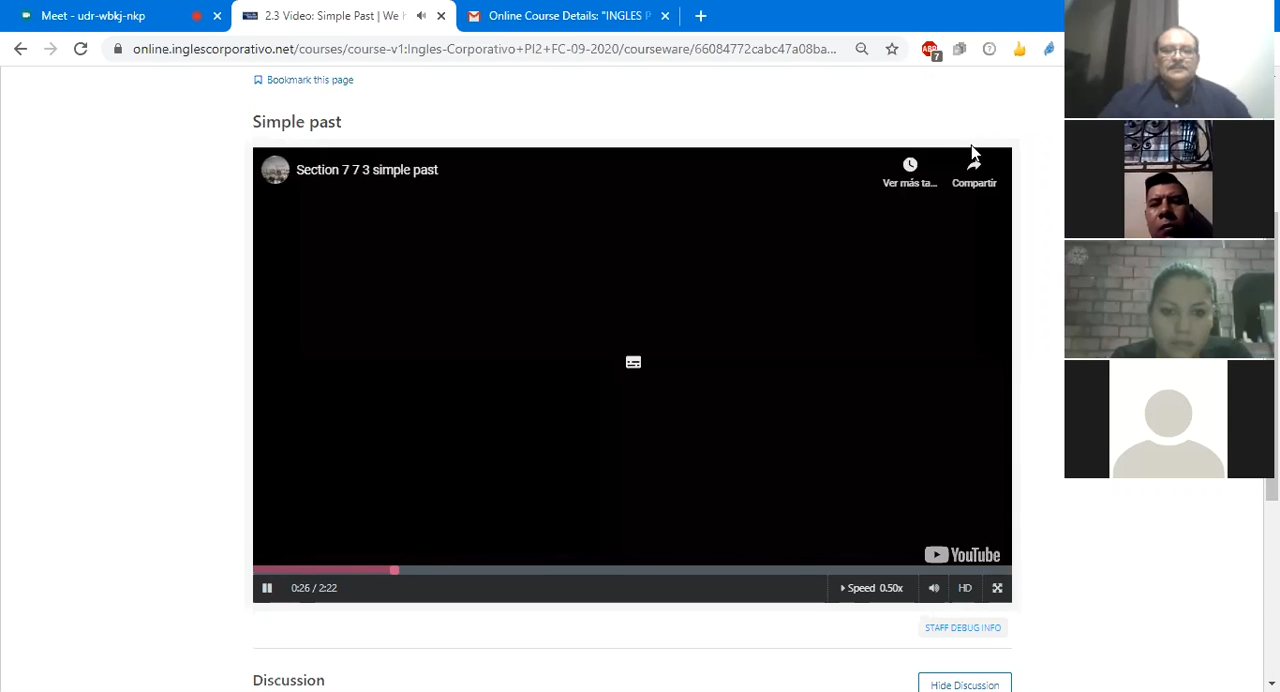 Meet - udr-wbkj-nkp
2.3 Video: Simple Past | We h
Online Course Details: "INGLES P
online.inglescorporativo.net/courses/course-v1:Ingles-Corporativo+PI2+FC-09-2020/courseware/66084772cabc47a08ba...
ABP
7
Bookmark this page
Simple past
Section 7 7 3 simple past
Ver más ta...
Compartir
YouTube
0:26 / 2:22
Speed 0.50x
HD
STAFF DEBUG INFO
Discussion
Hide Discussion